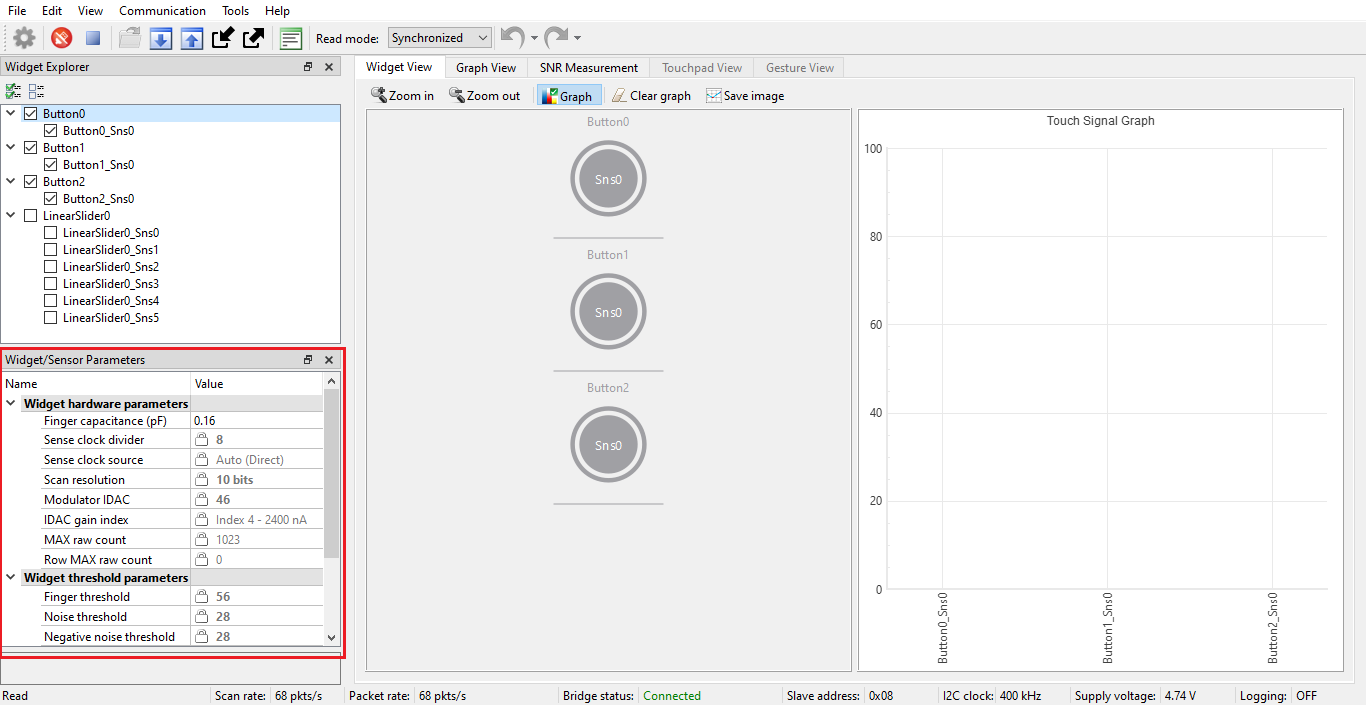 File Edit View Communication Tools Help
Read mode: Synchronized
Widget Explorer
Button0
Button0_Sns0
Button1
Button1_Sns0
Button2
Button2_Sns0
LinearSlider0
LinearSlider0_Sns0
LinearSlider0_Sns1
LinearSlider0_Sns2
LinearSlider0_Sns3
LinearSlider0_Sns4
LinearSlider0_Sns5
Widget/Sensor Parameters
Name Value
Widget hardware parameters
Finger capacitance (pF) 0.16
Sense clock divider 8
Sense clock source Auto (Direct)
Scan resolution 10 bits
Modulator IDAC 46
IDAC gain index Index 4 - 2400 nA
MAX raw count 1023
Row MAX raw count 0
Widget threshold parameters
Finger threshold 56
Noise threshold 28
Negative noise threshold 28
Widget View Graph View SNR Measurement Touchpad View Gesture View
Zoom in Zoom out Graph Clear graph Save image
Button0
Sns0
Button1
Sns0
Button2
Sns0
Touch Signal Graph
100
80
60
40
20
0
Button0_Sns0
Button1_Sns0
Button2_Sns0
Read Scan rate: 68 pkts/s Packet rate: 68 pkts/s Bridge status: Connected Slave address: 0x08 I2C clock: 400 kHz Supply voltage: 4.74 V Logging: OFF